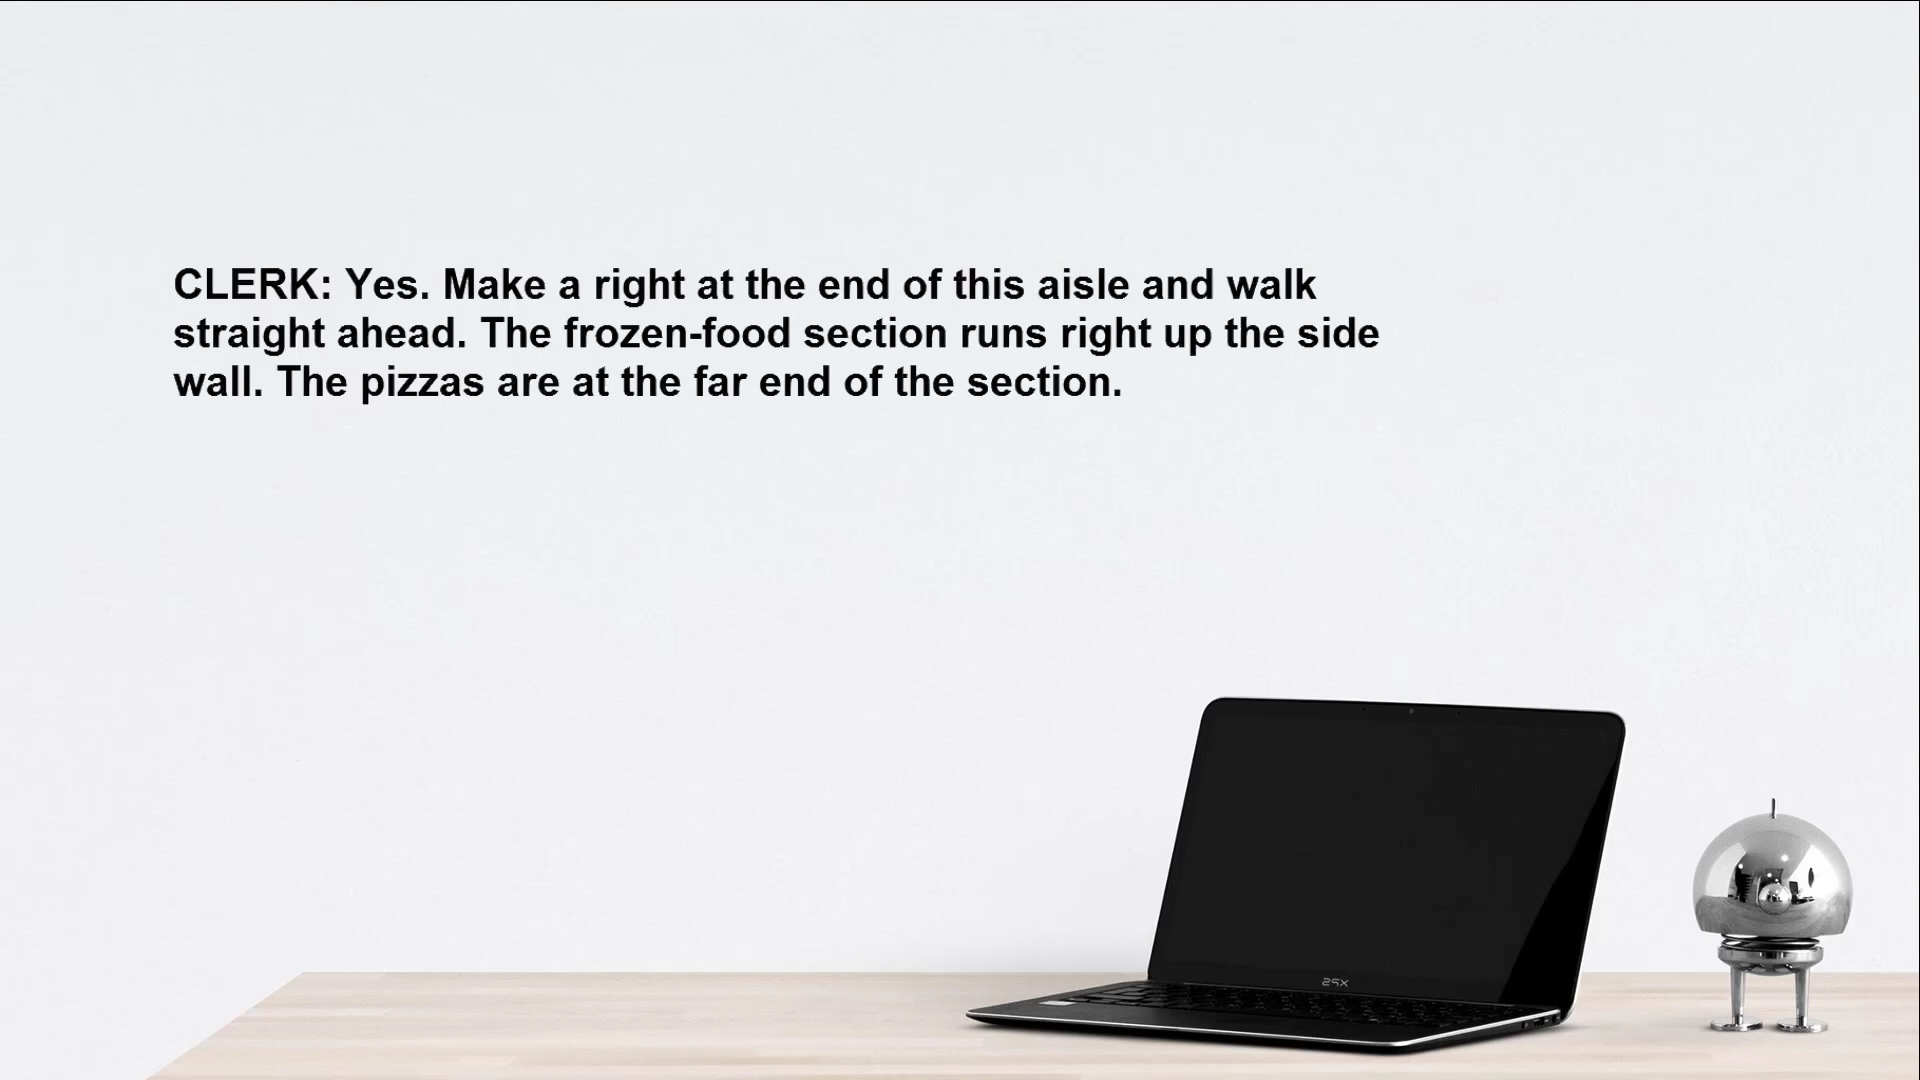 CLERK: Yes. Make a right at the end of this aisle and walk
straight ahead. The frozen-food section runs right up the side
wall. The pizzas are at the far end of the section.
XPS